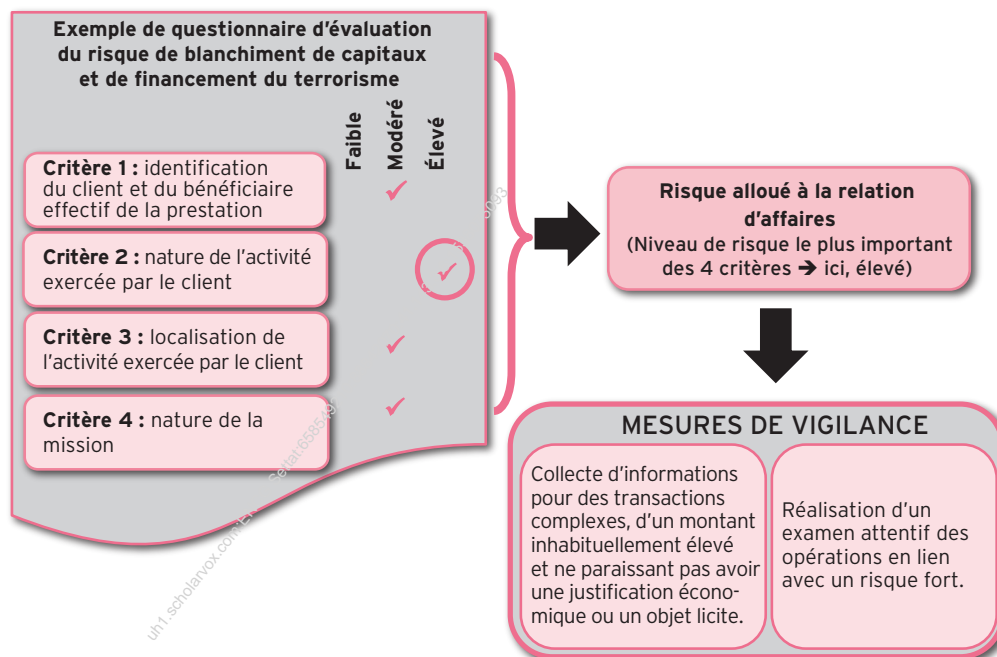 Exemple de questionnaire d'évaluation
du risque de blanchiment de capitaux
et de financement du terrorisme
Faible
Modéré
Élevé
Critère 1 : identification
du client et du bénéficiaire
effectif de la prestation
Critère 2 : nature de l'activité
exercée par le client
Critère 3 : localisation de
l'activité exercée par le client
Critère 4 : nature de la
mission
Risque alloué à la relation
d'affaires
(Niveau de risque le plus important
des 4 critères ➔ ici, élevé)
MESURES DE VIGILANCE
Collecte d'informations
pour des transactions
complexes, d'un montant
inhabituellement élevé
et ne paraissant pas avoir
une justification écono-
mique ou un objet licite.
Réalisation d'un
examen attentif des
opérations en lien
avec un risque fort.
uh1.scholarvox.com